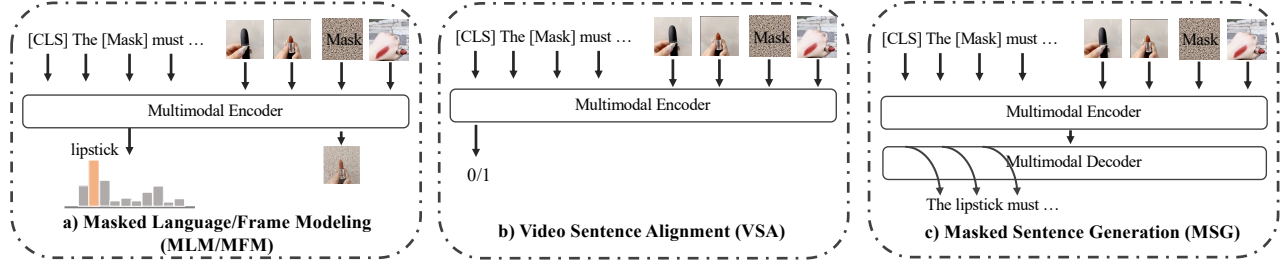 [CLS] The [Mask] must …
Mask
Multimodal Encoder
lipstick
a) Masked Language/Frame Modeling
(MLM/MFM)
[CLS] The [Mask] must …
Mask
Multimodal Encoder
0/1
b) Video Sentence Alignment (VSA)
[CLS] The [Mask] must …
Mask
Multimodal Encoder
Multimodal Decoder
The lipstick must …
c) Masked Sentence Generation (MSG)